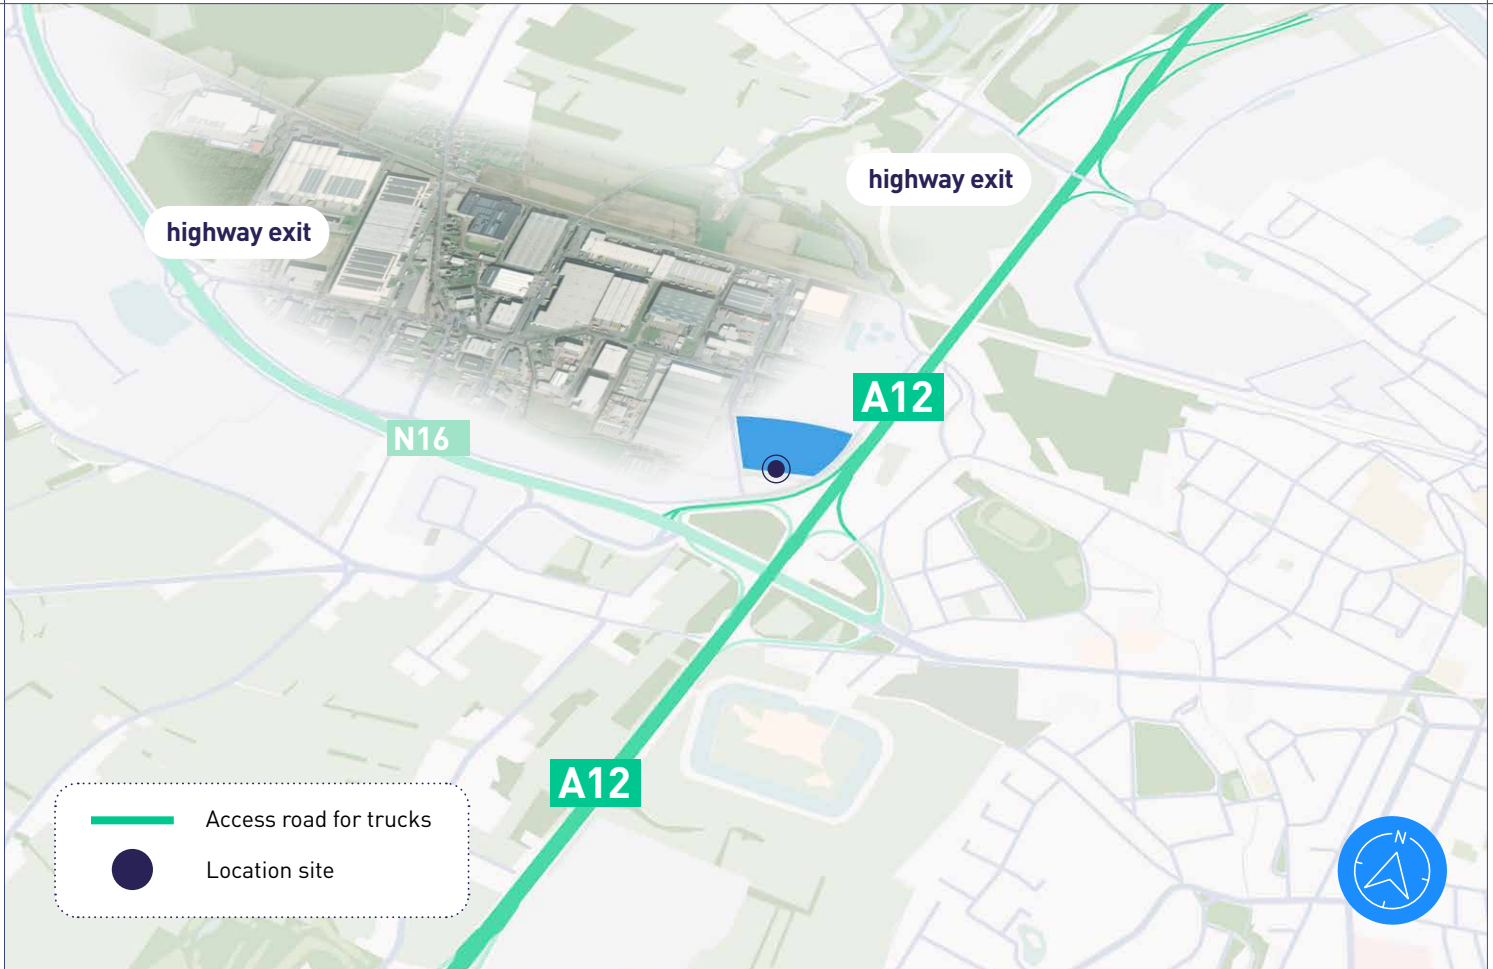 highway exit
highway exit
A12
N16
A12
Access road for trucks
Location site
N